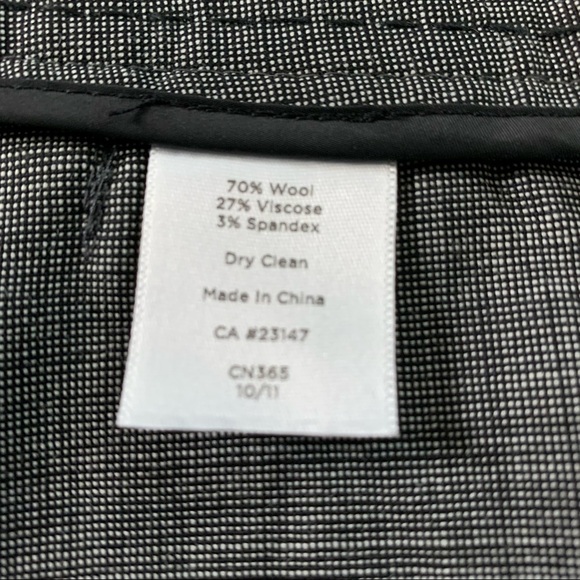 70% Wool
27% Viscose
3% Spandex
Dry Clean
Made In China
CA #23147
CN365
10/11